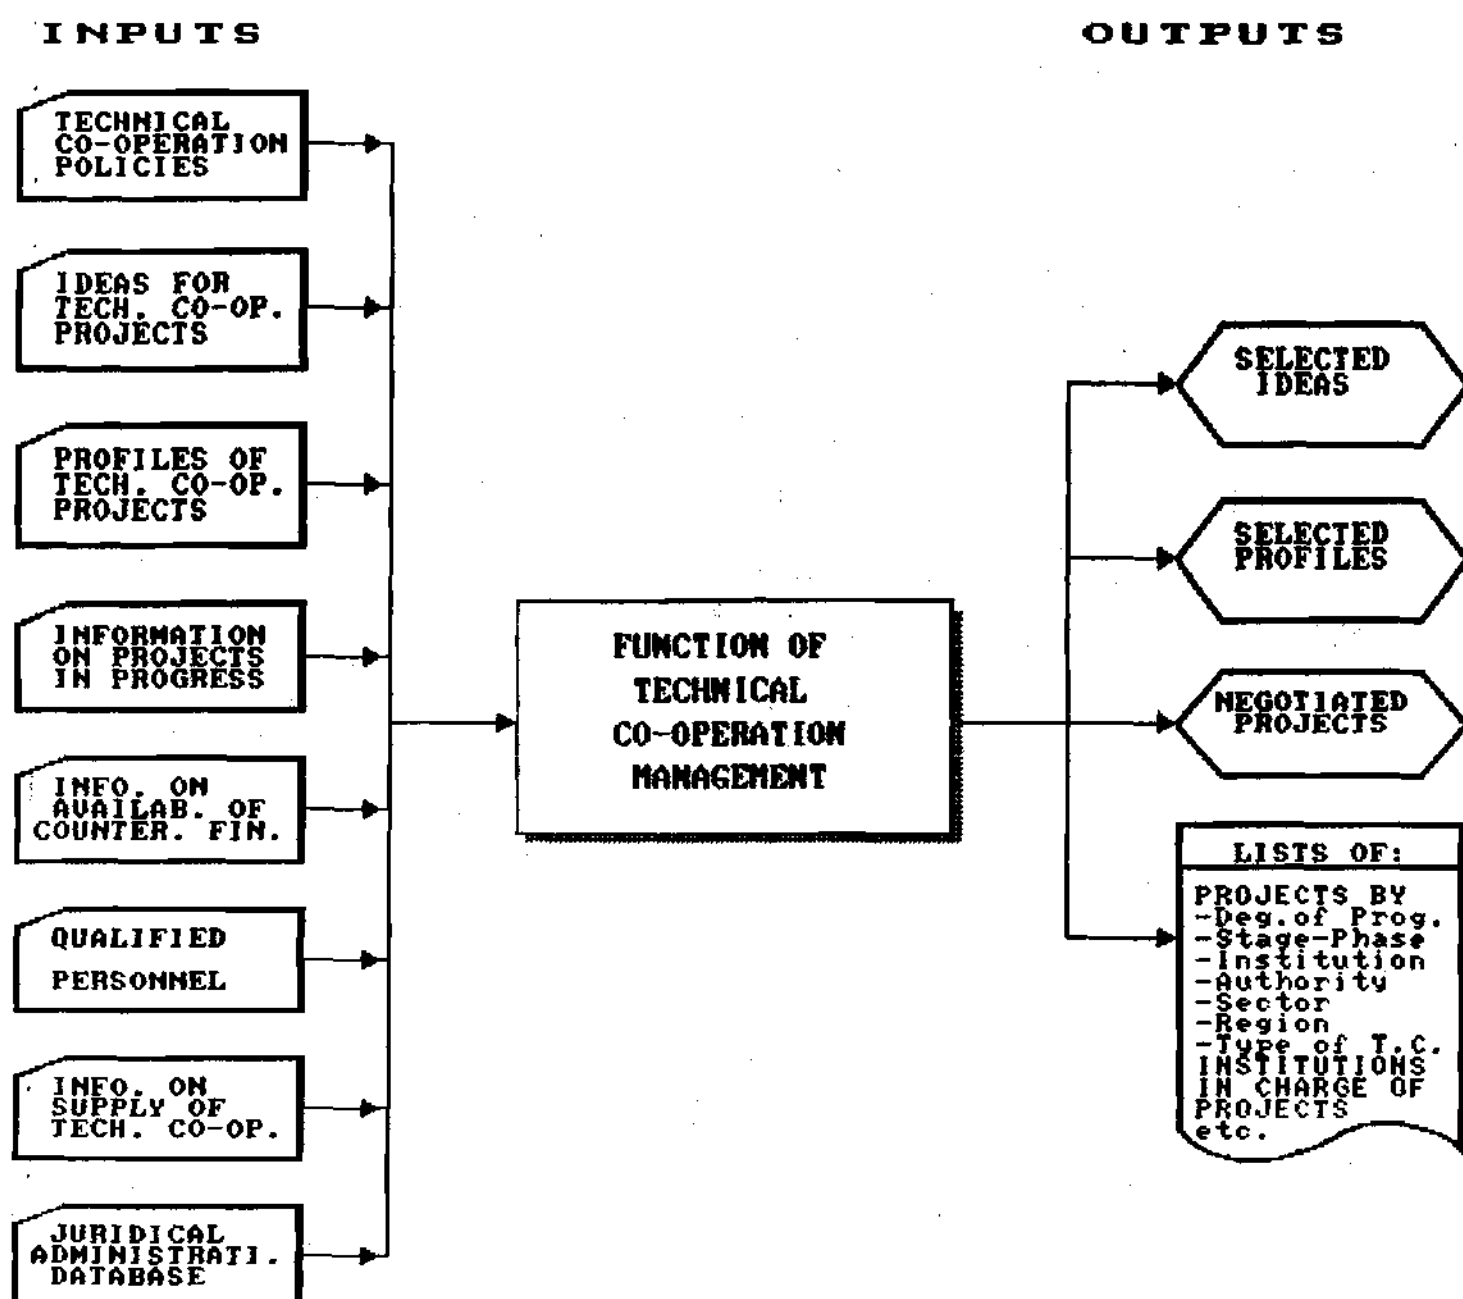 INPUTS
OUTPUTS
TECHNICAL
CO-OPERATION
POLICIES
IDEAS FOR
TECH. CO-OP.
PROJECTS
PROFILES OF
TECH. CO-OP.
PROJECTS
INFORMATION
ON PROJECTS
IN PROGRESS
INFO. ON
AVAILAB. OF
COUNTER. FIN.
QUALIFIED
PERSONNEL
INFO. ON
SUPPLY OF
TECH. CO-OP.
JURIDICAL
ADMINISTRATI.
DATABASE
FUNCTION OF
TECHNICAL
CO-OPERATION
MANAGEMENT
SELECTED
IDEAS
SELECTED
PROFILES
NEGOTIATED
PROJECTS
LISTS OF:
PROJECTS BY
-Deg.of Prog.
-Stage-Phase
-Institution
-Authority
-Sector
-Region
-Type of T.C.
INSTITUTIONS
IN CHARGE OF
PROJECTS
etc.